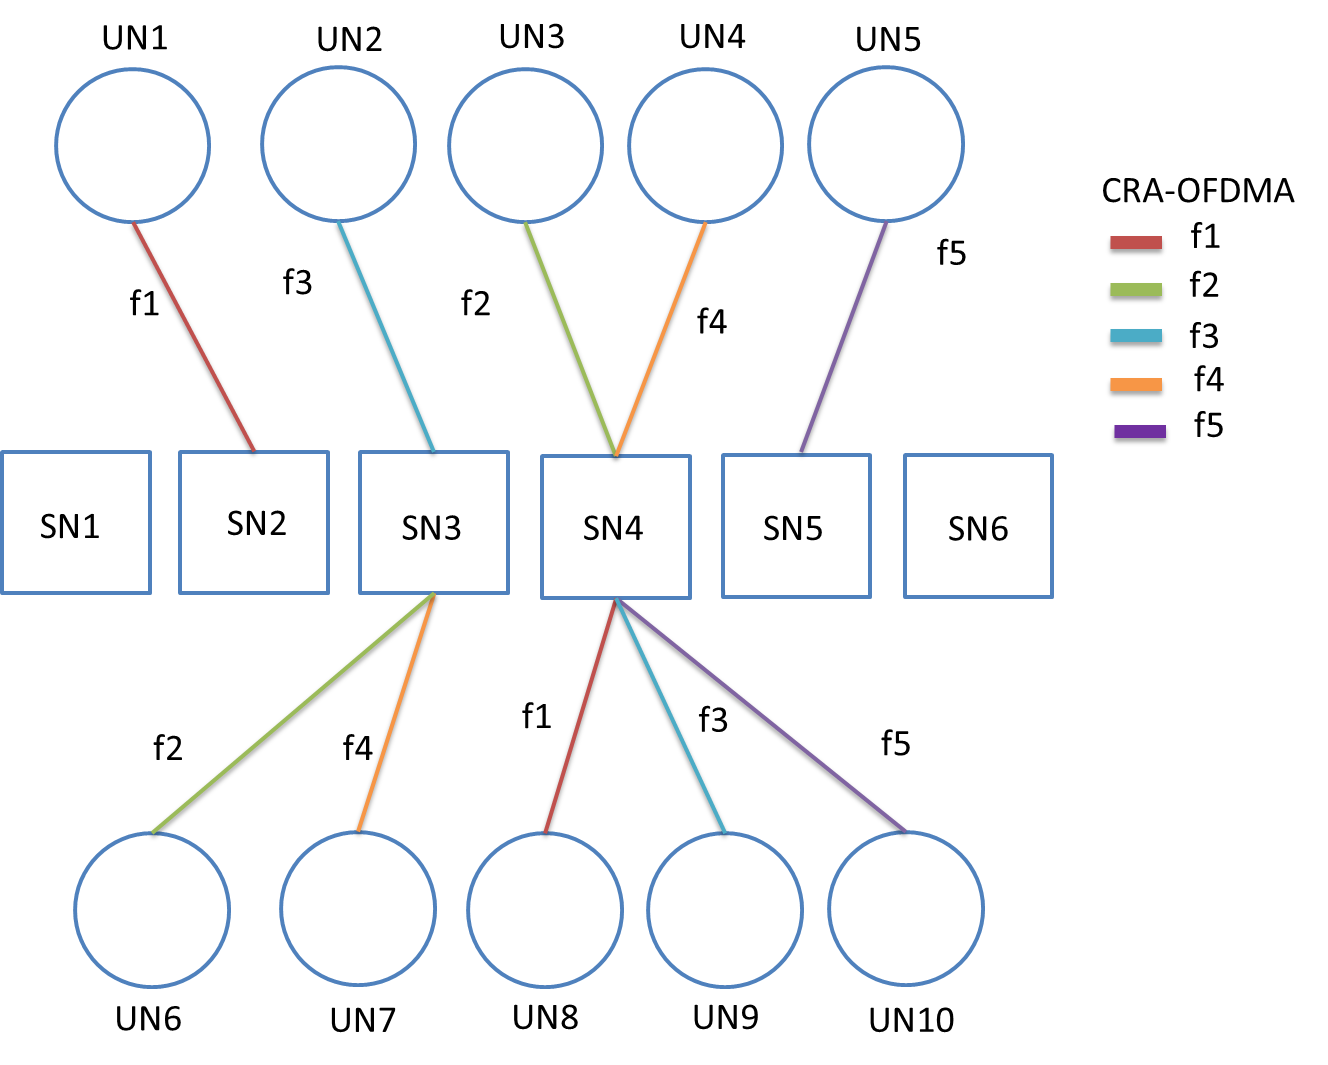 UN1
UN2
UN3
UN4
UN5
CRA-OFDMA
f1
f2
f3
f4
f5
f1
f3
f2
f4
f5
SN1
SN2
SN3
SN4
SN5
SN6
f2
f4
f1
f3
f5
UN6
UN7
UN8
UN9
UN10